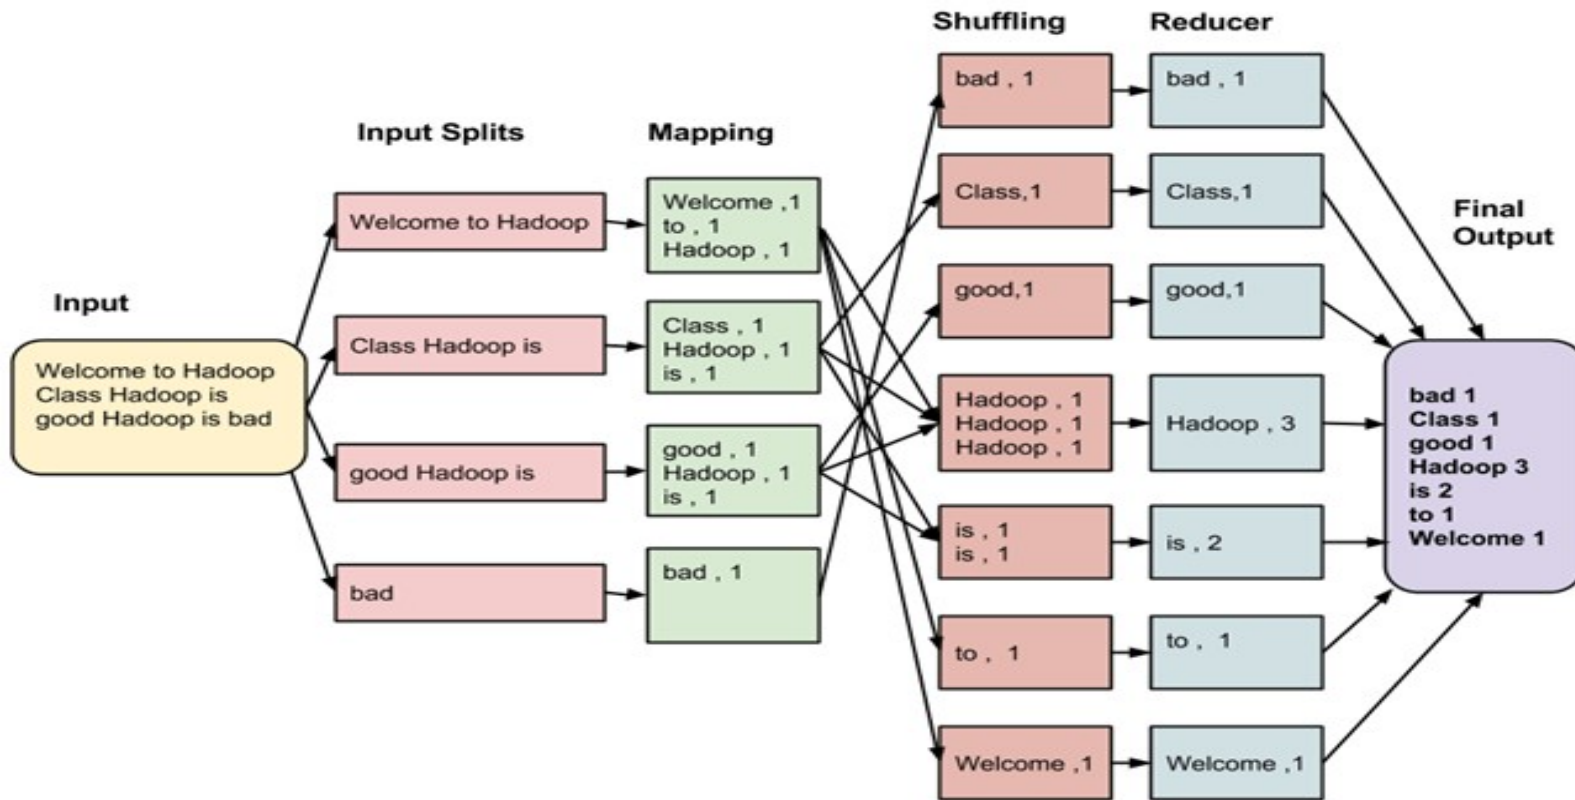 Input
Welcome to Hadoop
Class Hadoop is
good Hadoop is bad
Input Splits
Welcome to Hadoop
Class Hadoop is
good Hadoop is
bad
Mapping
Welcome ,1
to , 1
Hadoop , 1
Class , 1
Hadoop , 1
is , 1
good , 1
Hadoop , 1
is , 1
bad , 1
Shuffling
bad , 1
Class,1
good,1
Hadoop , 1
Hadoop , 1
Hadoop , 1
is , 1
is , 1
to , 1
Welcome ,1
Reducer
bad , 1
Class,1
good,1
Hadoop , 3
is , 2
to , 1
Welcome ,1
Final
Output
bad 1
Class 1
good 1
Hadoop 3
is 2
to 1
Welcome 1